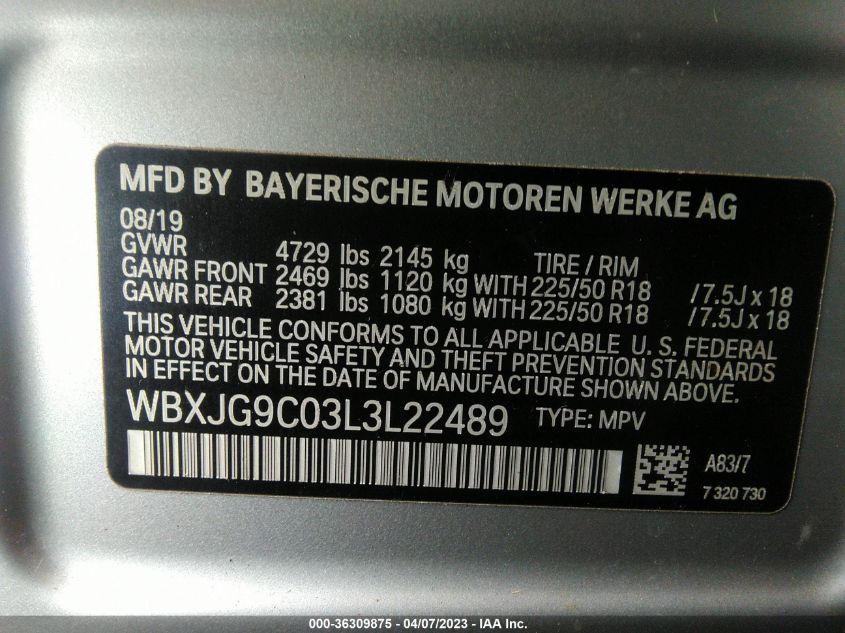 MFD BY BAYERISCHE MOTOREN WERKE AG
08/19
GVWR 4729 lbs 2145 kg TIRE / RIM
GAWR FRONT 2469 lbs 1120 kg WITH 225/50 R18 /7.5J x 18
GAWR REAR 2381 lbs 1080 kg WITH 225/50 R18 /7.5J x 18
THIS VEHICLE CONFORMS TO ALL APPLICABLE U. S. FEDERAL
MOTOR VEHICLE SAFETY AND THEFT PREVENTION STANDARDS
IN EFFECT ON THE DATE OF MANUFACTURE SHOWN ABOVE.
WBXJG9C03L3L22489 TYPE: MPV
A83/7
7 320 730
000-36309875 - 04/07/2023 - IAA Inc.